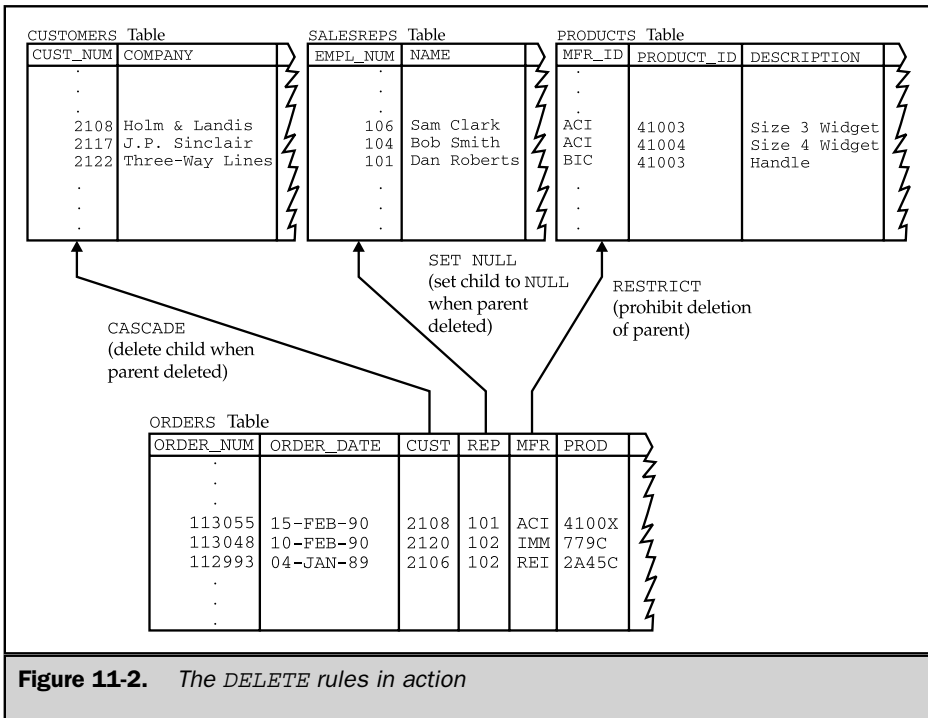 CUSTOMERS Table
CUST_NUM COMPANY
2108 Holm & Landis
2117 J.P. Sinclair
2122 Three-Way Lines
SALESREPS Table
EMPL_NUM NAME
106 Sam Clark
104 Bob Smith
101 Dan Roberts
PRODUCTS Table
MFR_ID PRODUCT_ID DESCRIPTION
ACI 41003 Size 3 Widget
ACI 41004 Size 4 Widget
BIC 41003 Handle
CASCADE
(delete child when
parent deleted)
SET NULL
(set child to NULL
when parent
deleted)
RESTRICT
(prohibit deletion
of parent)
ORDERS Table
ORDER_NUM ORDER_DATE CUST REP MFR PROD
113055 15-FEB-90 2108 101 ACI 4100X
113048 10-FEB-90 2120 102 IMM 779C
112993 04-JAN-89 2106 102 REI 2A45C
Figure 11-2. The DELETE rules in action